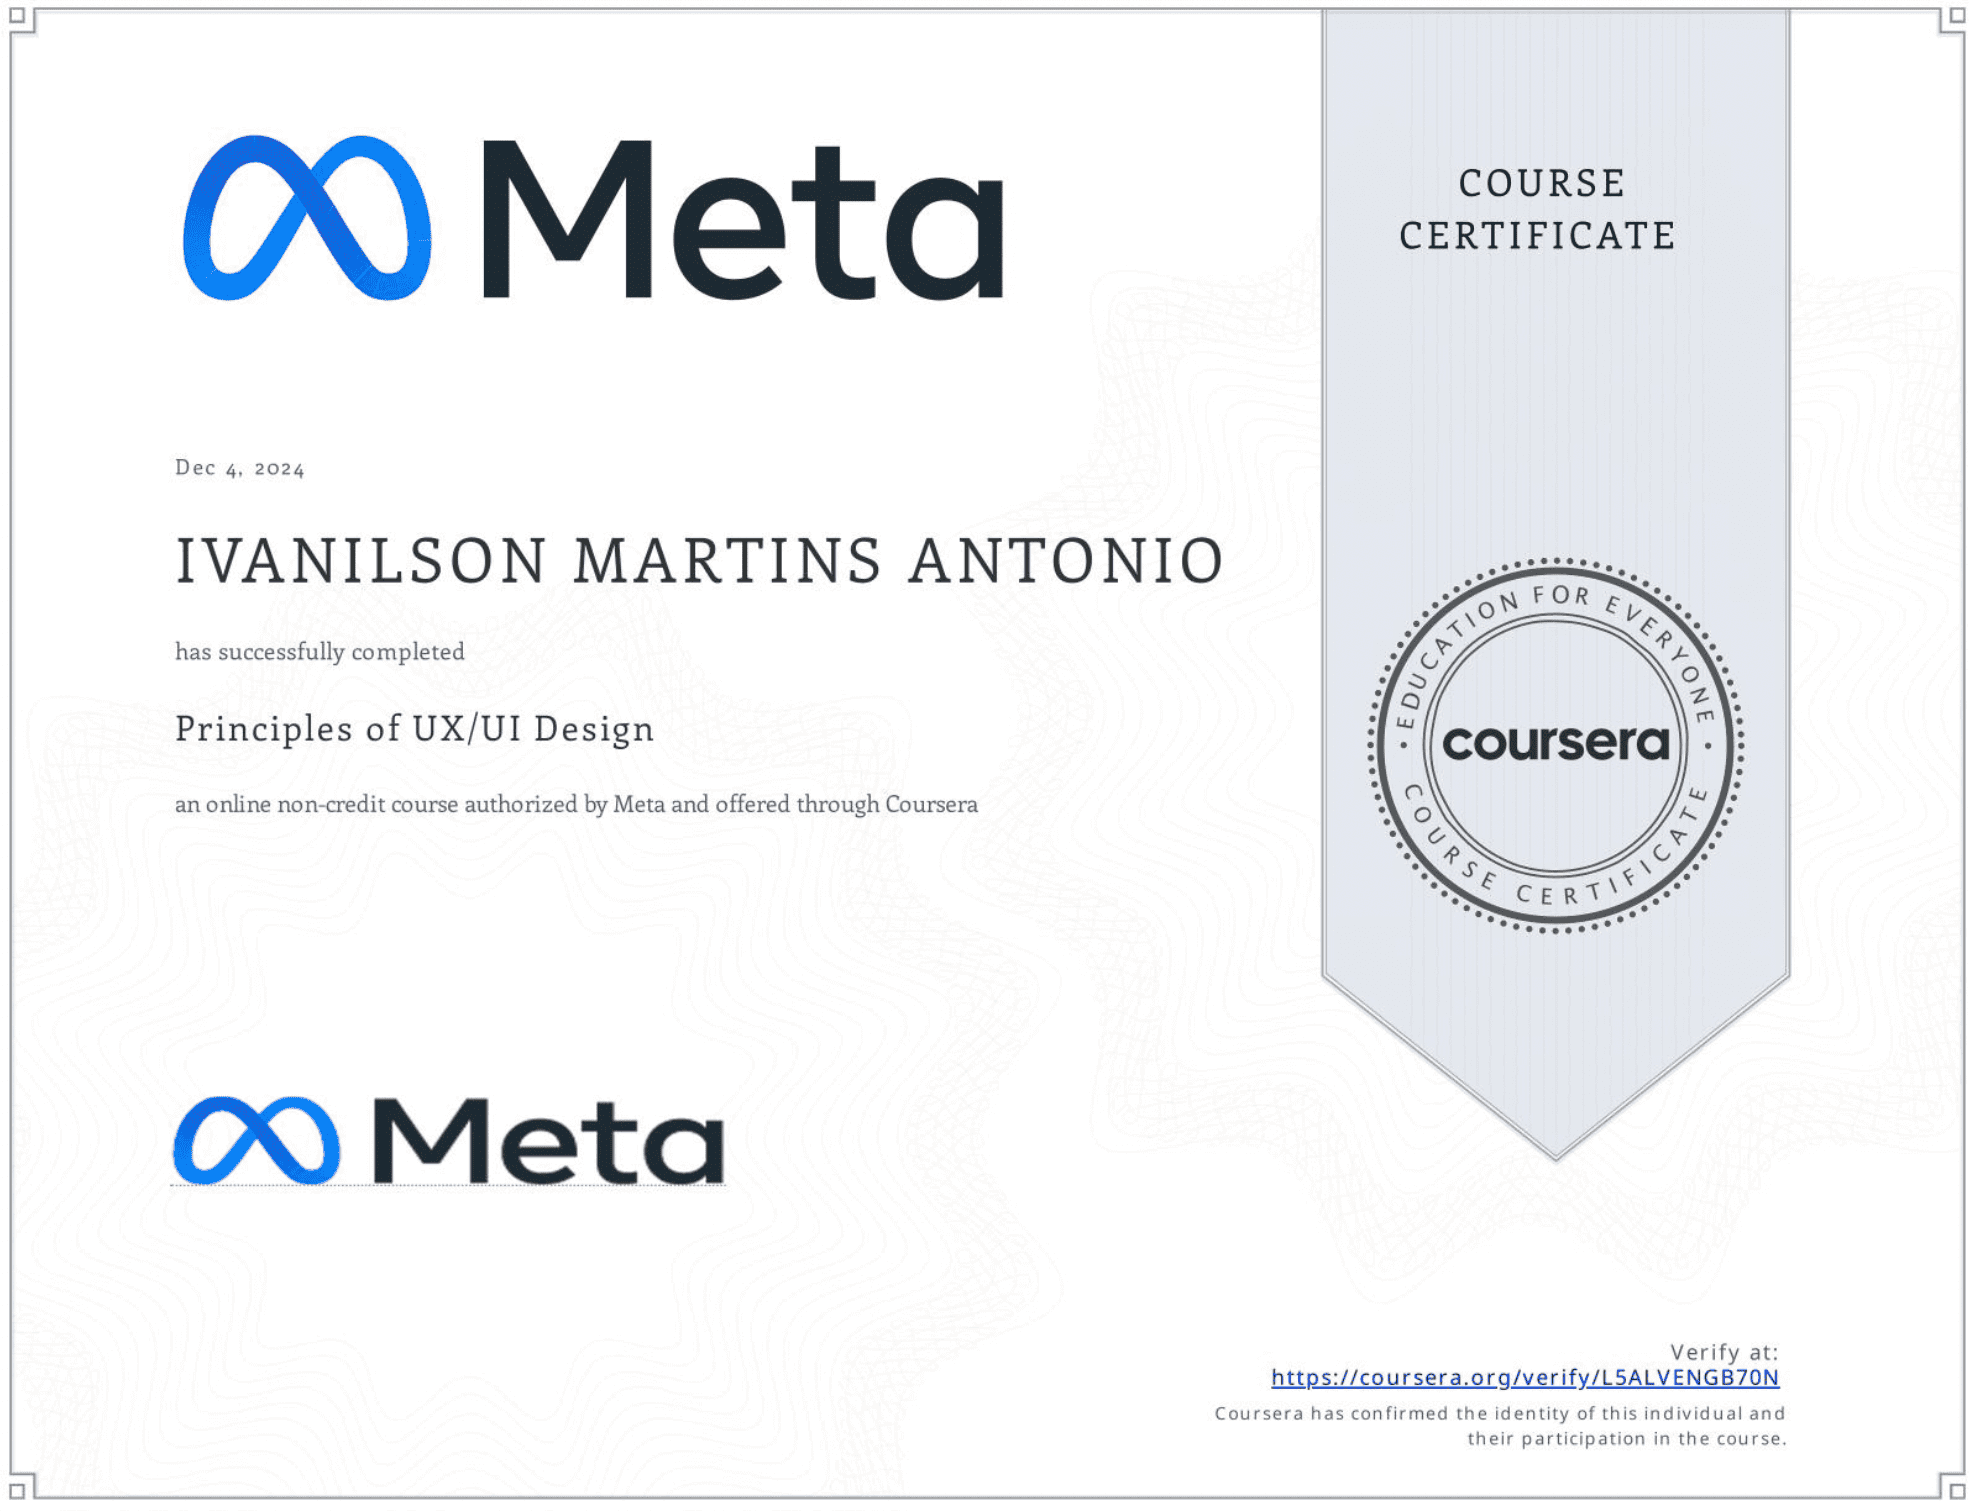 Meta
COURSE
CERTIFICATE
Dec 4, 2024
IVANILSON MARTINS ANTONIO
has successfully completed
Principles of UX/UI Design
an online non-credit course authorized by Meta and offered through Coursera
EDUCATION FOR EVERYONE
coursera
COURSE CERTIFICATE
Meta
Verify at:
https://coursera.org/verify/L5ALVENGB70N
Coursera has confirmed the identity of this individual and
their participation in the course.